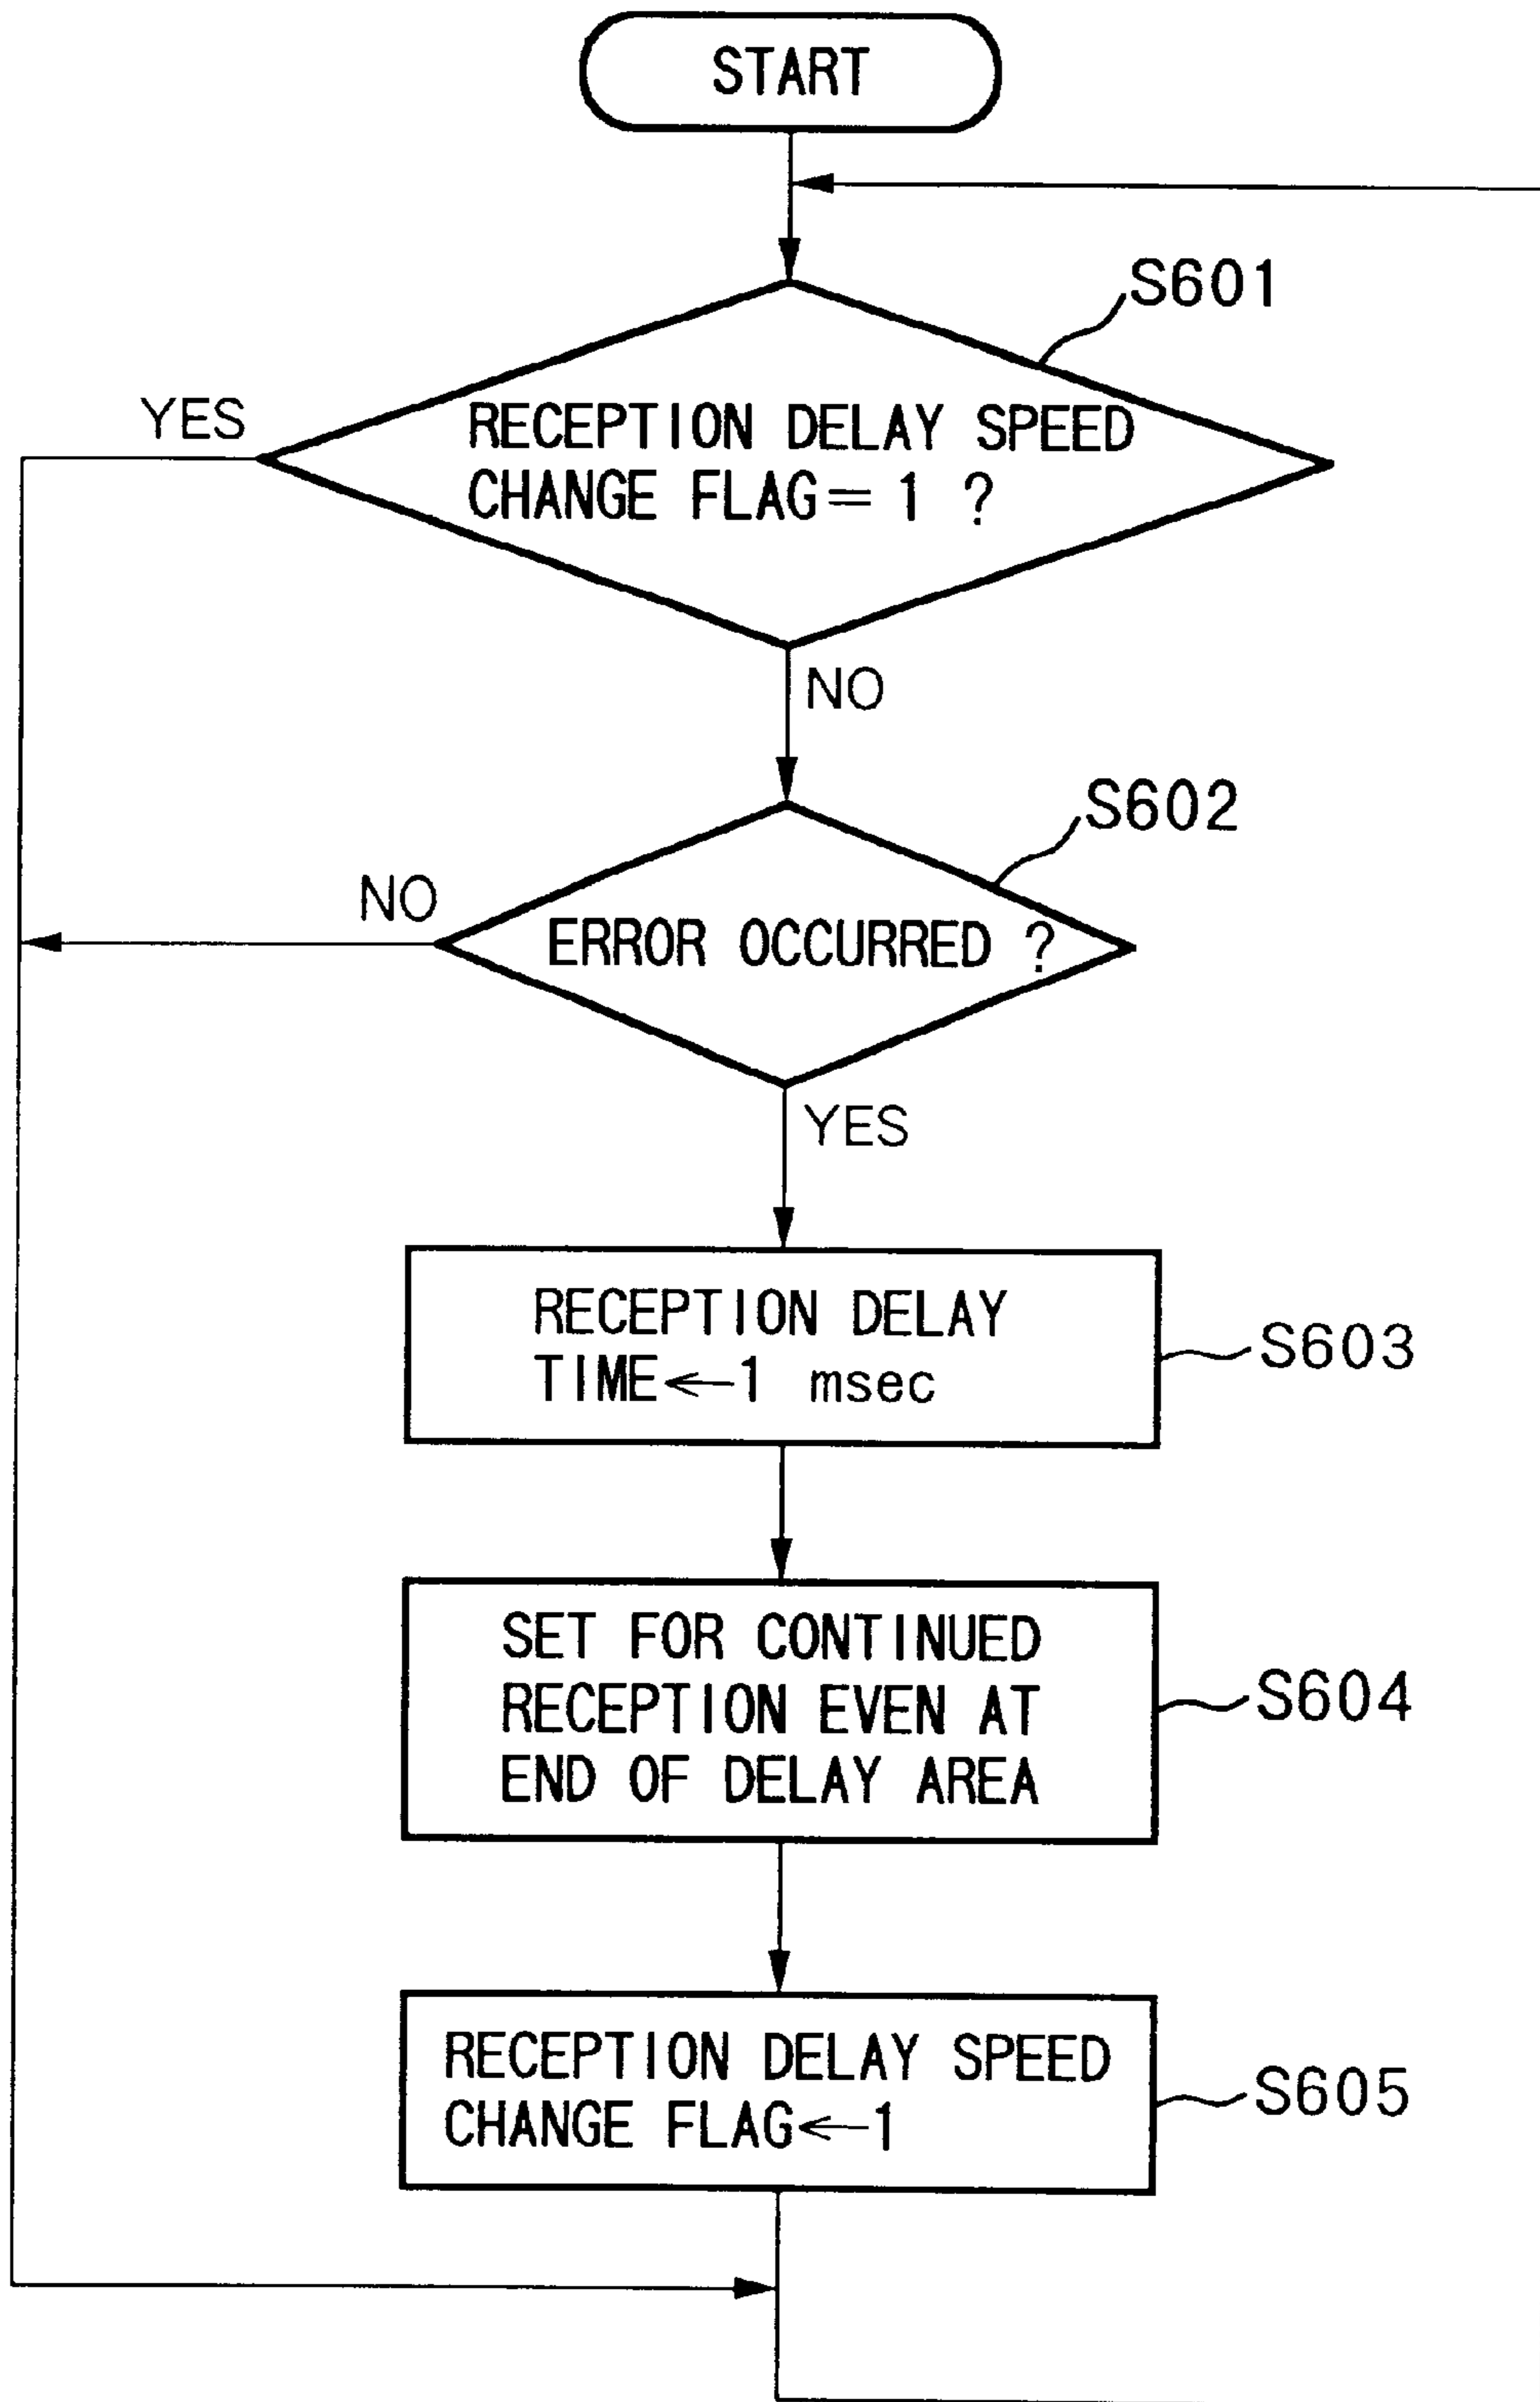 START
S601
YES
RECEPTION DELAY SPEED
CHANGE FLAG=1 ?
NO
S602
NO
ERROR OCCURRED ?
YES
RECEPTION DELAY
TIME←1 msec
S603
SET FOR CONTINUED
RECEPTION EVEN AT
END OF DELAY AREA
S604
RECEPTION DELAY SPEED
CHANGE FLAG←1
S605